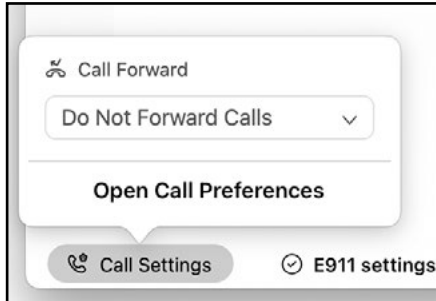 Call Forward
Do Not Forward Calls
Open Call Preferences
Call Settings
E911 settings